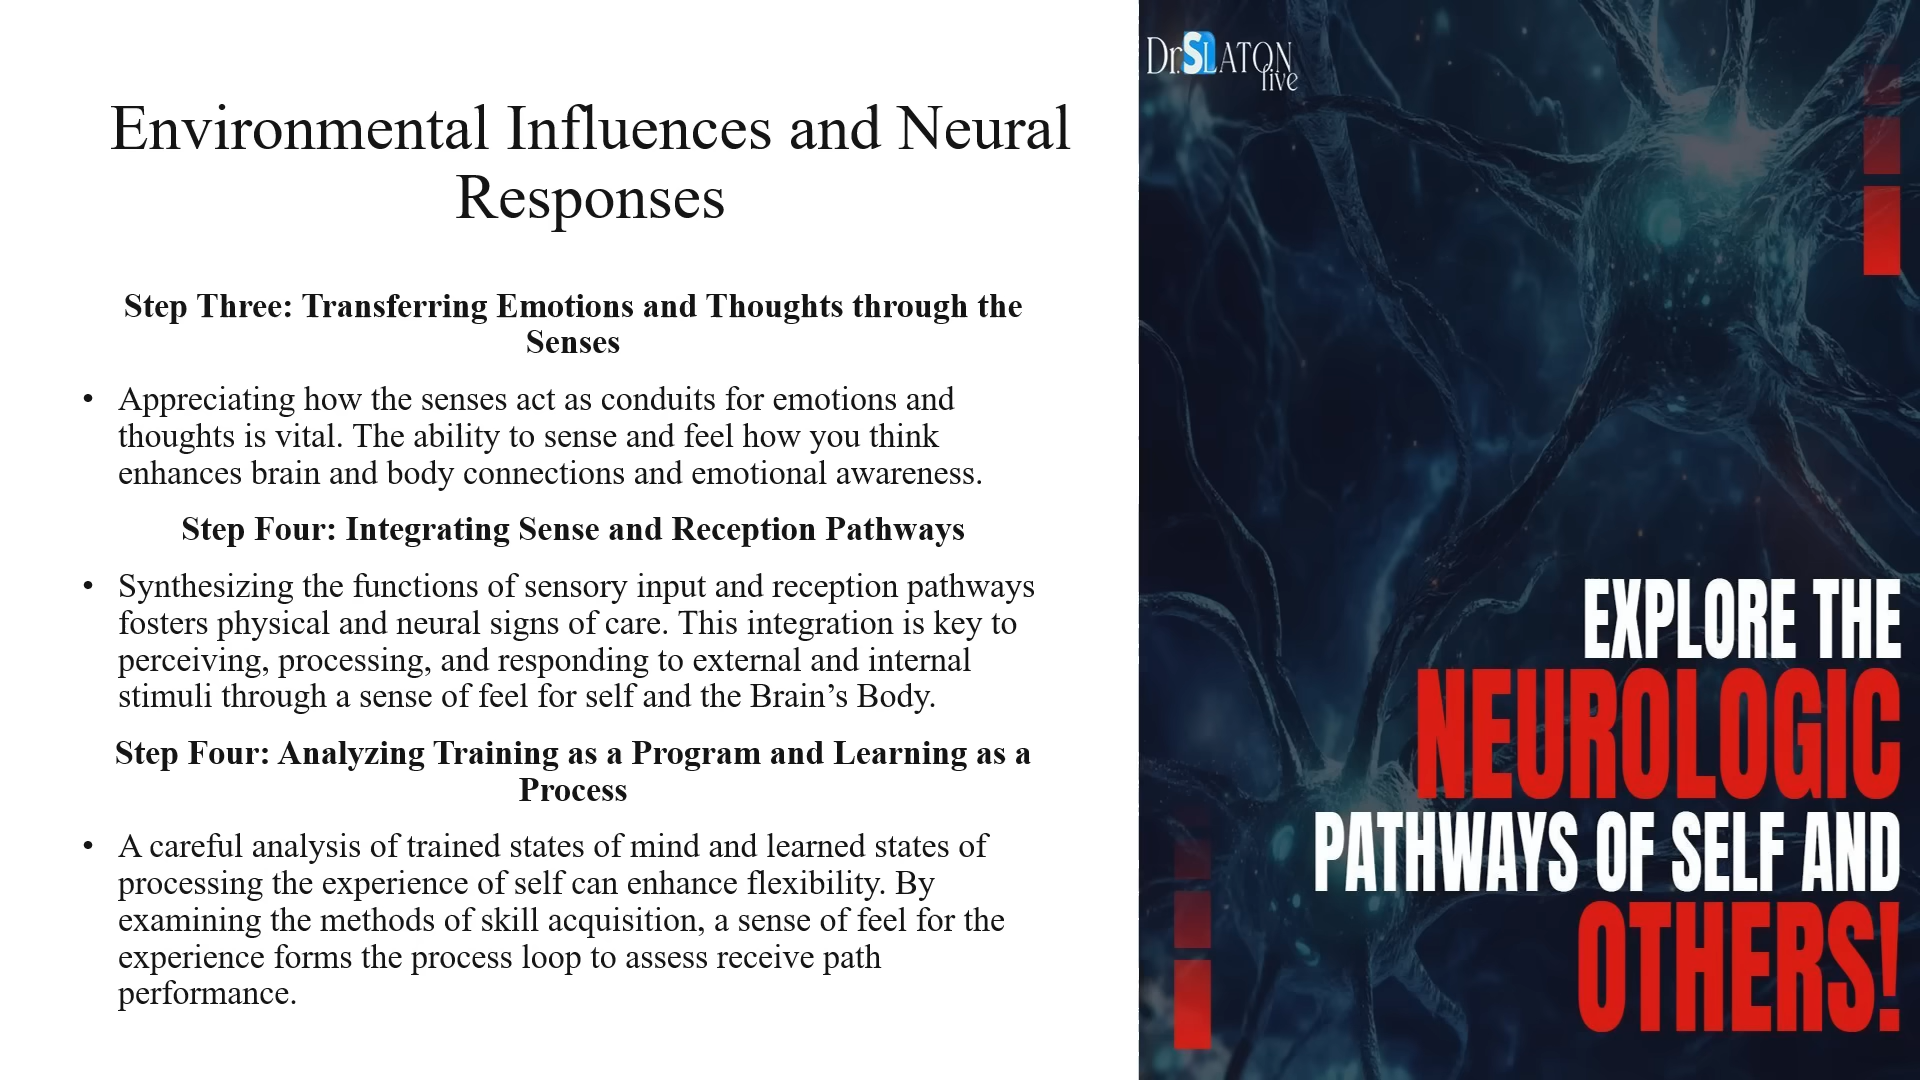 Environmental Influences and Neural
Responses
Step Three: Transferring Emotions and Thoughts through the
Senses
• Appreciating how the senses act as conduits for emotions and
thoughts is vital. The ability to sense and feel how you think
enhances brain and body connections and emotional awareness.
Step Four: Integrating Sense and Reception Pathways
• Synthesizing the functions of sensory input and reception pathways
fosters physical and neural signs of care. This integration is key to
perceiving, processing, and responding to external and internal
stimuli through a sense of feel for self and the Brain’s Body.
Step Four: Analyzing Training as a Program and Learning as a
Process
• A careful analysis of trained states of mind and learned states of
processing the experience of self can enhance flexibility. By
examining the methods of skill acquisition, a sense of feel for the
experience forms the process loop to assess receive path
performance.
Dr.SLATON
live
EXPLORE THE
NEUROLOGIC
PATHWAYS OF SELF AND
OTHERS!